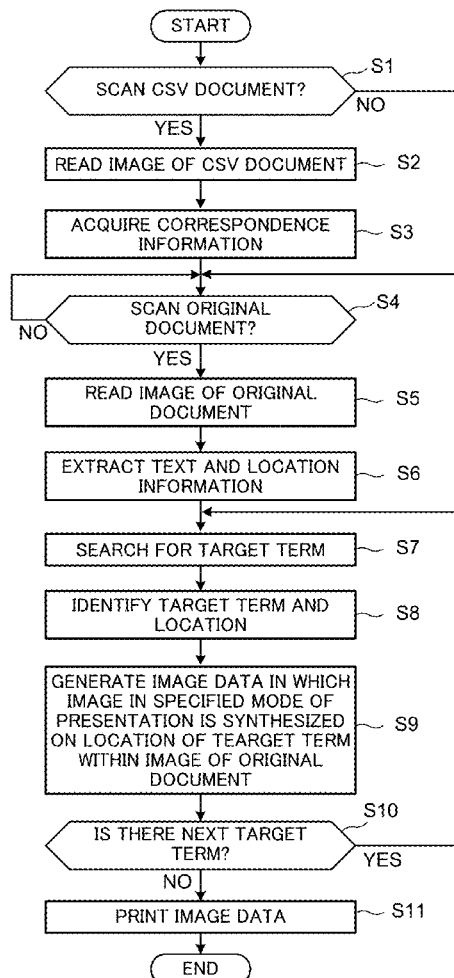 START
SCAN CSV DOCUMENT?
S1
NO
YES
READ IMAGE OF CSV DOCUMENT
S2
ACQUIRE CORRESPONDENCE
INFORMATION
S3
SCAN ORIGINAL
DOCUMENT?
S4
NO
YES
READ IMAGE OF ORIGINAL
DOCUMENT
S5
EXTRACT TEXT AND LOCATION
INFORMATION
S6
SEARCH FOR TARGET TERM
S7
IDENTIFY TARGET TERM AND
LOCATION
S8
GENERATE IMAGE DATA IN WHICH
IMAGE IN SPECIFIED MODE OF
PRESENTATION IS SYNTHESIZED
ON LOCATION OF TEARGET TERM
WITHIN IMAGE OF ORIGINAL
DOCUMENT
S9
IS THERE NEXT TARGET
TERM?
S10
YES
NO
PRINT IMAGE DATA
S11
END